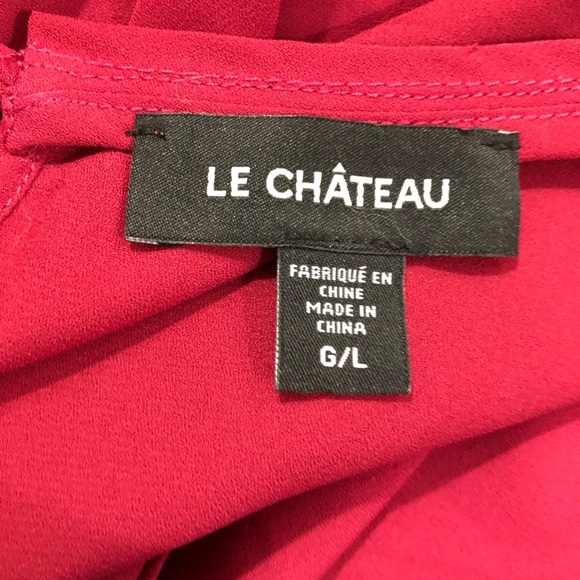 LE CHÂTEAU
FABRIQUÉ EN
CHINE
MADE IN
CHINA
G/L